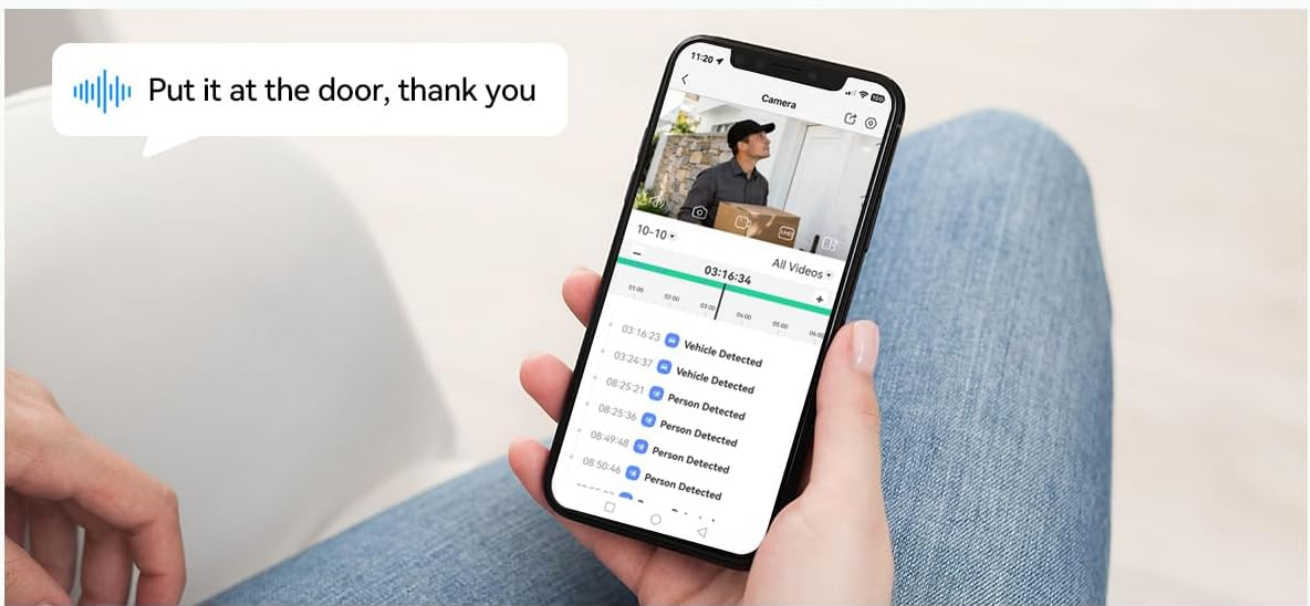 Put it at the door, thank you
11:20
100
Camera
10-10
All Videos
03:16:34
01:00 02:00 03:00 04:00 05:00 06:00
03:16:23 Vehicle Detected
03:24:37 Vehicle Detected
08:25:21 Person Detected
08:25:36 Person Detected
08:49:48 Person Detected
08:50:46 Person Detected